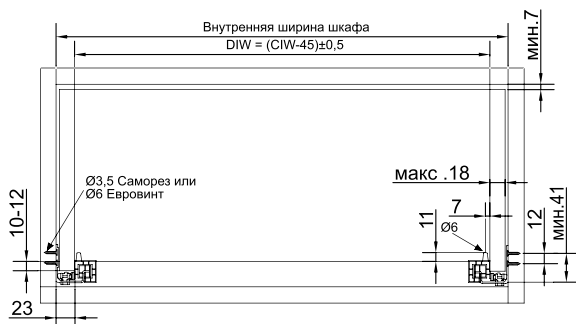 Внутренняя ширина шкафа
DIW = (CIW-45)±0,5
мин.7
Ø3,5 Саморез или
Ø6 Евровинт
макс .18
10-12
7
Ø6
11
12
мин.41
23